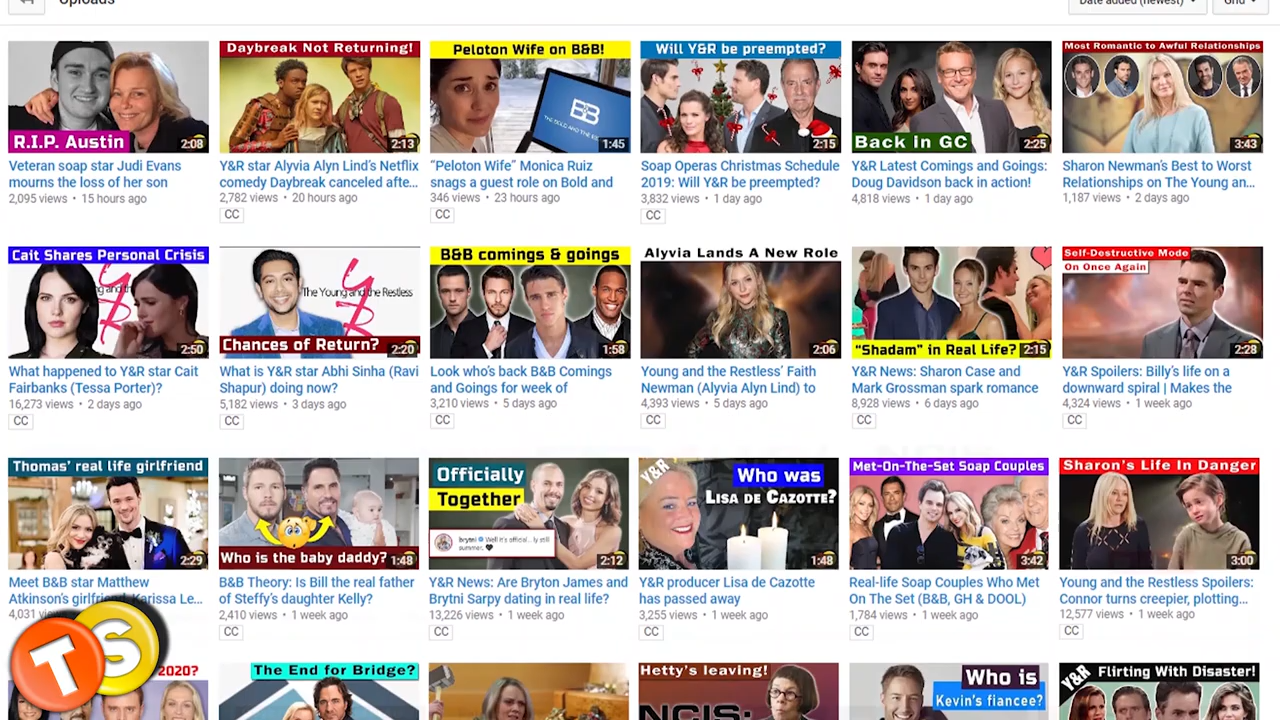 Uploads
Date added (newest)
Grid
R.I.P. Austin
2:08
Daybreak Not Returning!
2:13
Peloton Wife on B&B!
1:45
Will Y&R be preempted?
2:15
Back in GC
2:25
Most Romantic to Awful Relationships
3:43
Veteran soap star Judi Evans
mourns the loss of her son
2,095 views • 15 hours ago
Y&R star Alyvia Alyn Lind's Netflix
comedy Daybreak canceled afte...
2,782 views • 20 hours ago
CC
"Peloton Wife" Monica Ruiz
snags a guest role on Bold and
346 views • 23 hours ago
CC
Soap Operas Christmas Schedule
2019: Will Y&R be preempted?
3,832 views • 1 day ago
CC
Y&R Latest Comings and Goings:
Doug Davidson back in action!
4,818 views • 1 day ago
Sharon Newman's Best to Worst
Relationships on The Young an...
1,187 views • 2 days ago
Cait Shares Personal Crisis
2:50
The Young and the Restless
Chances of Return?
2:20
B&B comings & goings
1:58
Alyvia Lands A New Role
2:06
"Shadam" in Real Life?
2:15
Self-Destructive Mode
On Once Again
2:28
What happened to Y&R star Cait
Fairbanks (Tessa Porter)?
16,273 views • 2 days ago
CC
What is Y&R star Abhi Sinha (Ravi
Shapur) doing now?
5,182 views • 3 days ago
CC
Look who's back B&B Comings
and Goings for week of
3,210 views • 5 days ago
CC
Young and the Restless' Faith
Newman (Alyvia Alyn Lind) to
4,393 views • 5 days ago
CC
Y&R News: Sharon Case and
Mark Grossman spark romance
8,928 views • 6 days ago
CC
Y&R Spoilers: Billy's life on a
downward spiral | Makes the
4,324 views • 1 week ago
CC
Thomas' real life girlfriend
2:29
Who is the baby daddy?
1:48
Officially
Together
2:12
Y&R
Who was
Lisa de Cazotte?
1:48
Met-On-The-Set Soap Couples
3:42
Sharon's Life In Danger
3:00
Meet B&B star Matthew
Atkinson's girlfriend, Karissa Le...
4,031 views
B&B Theory: Is Bill the real father
of Steffy's daughter Kelly?
2,410 views • 1 week ago
CC
Y&R News: Are Bryton James and
Brytni Sarpy dating in real life?
13,226 views • 1 week ago
CC
Y&R producer Lisa de Cazotte
has passed away
3,255 views • 1 week ago
CC
Real-life Soap Couples Who Met
On The Set (B&B, GH & DOOL)
1,784 views • 1 week ago
CC
Young and the Restless Spoilers:
Connor turns creepier, plotting...
12,577 views • 1 week ago
CC
TS
2020?
The End for Bridge?
Hetty's leaving!
NCIS:
Who is
Kevin's fiancee?
Y&R
Flirting With Disaster!